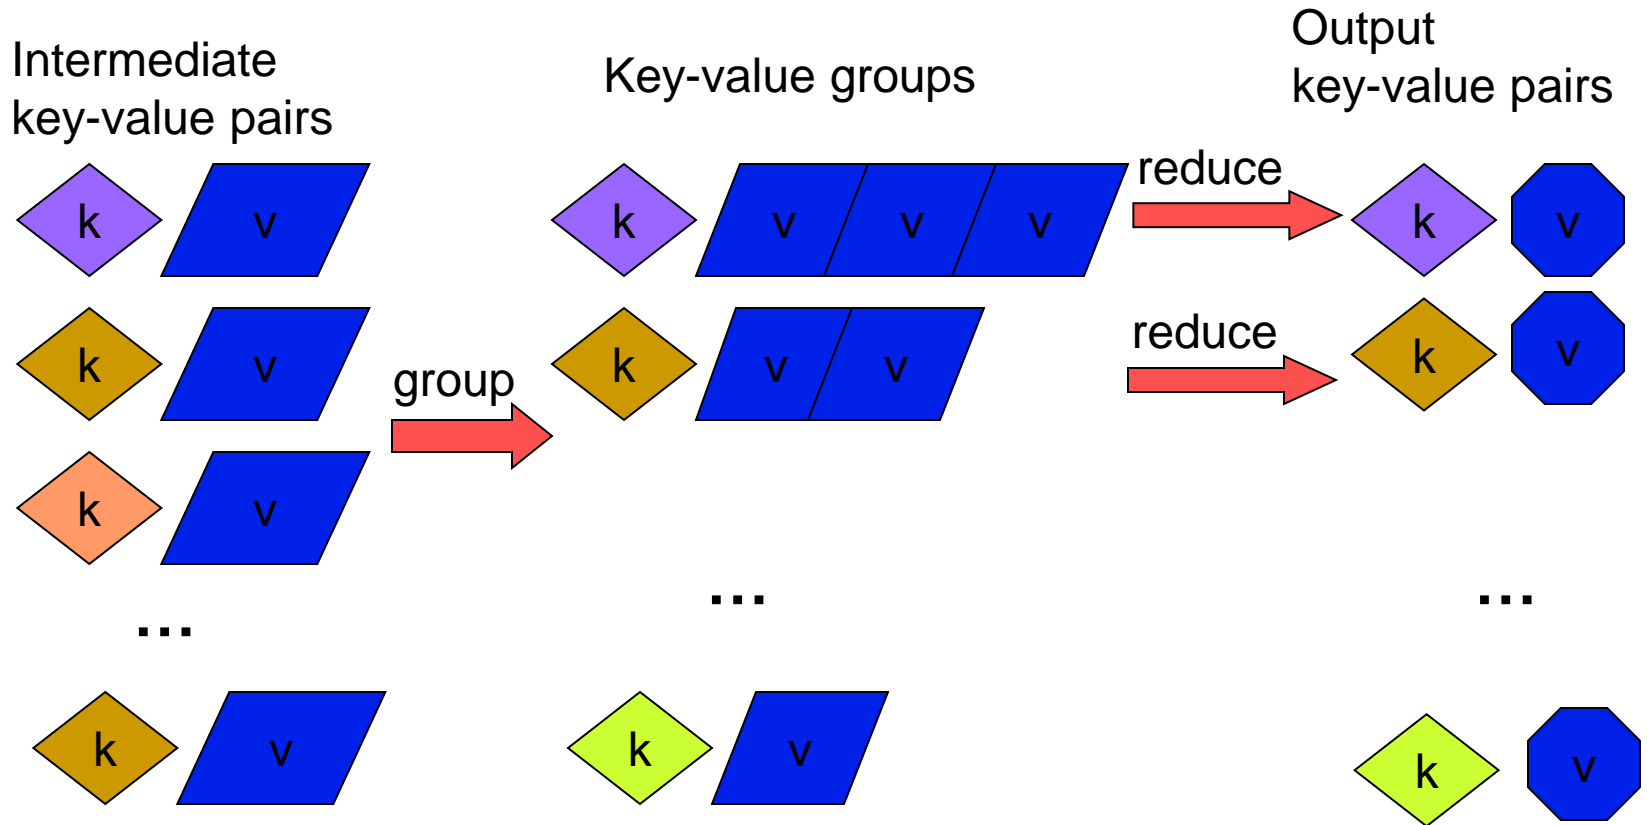 Intermediate
key-value pairs
Key-value groups
Output
key-value pairs
k v
k v v v
reduce
k v
k v
group
k v v
reduce
k v
k v
...
...
...
k v
k v
k v